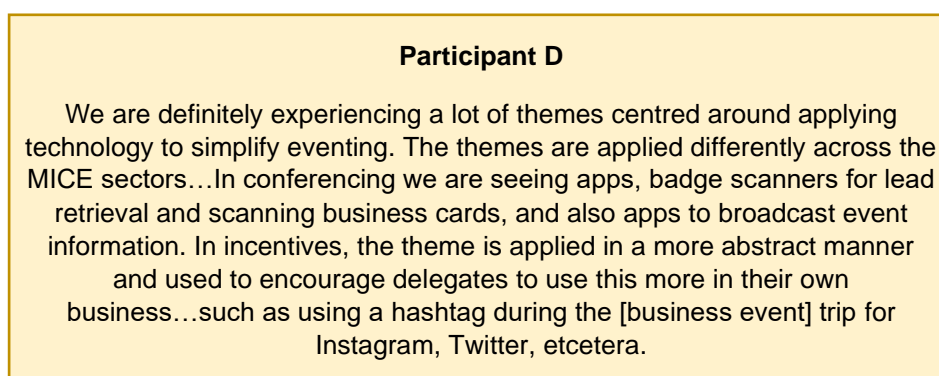 Participant D
We are definitely experiencing a lot of themes centred around applying
technology to simplify eventing. The themes are applied differently across the
MICE sectors…In conferencing we are seeing apps, badge scanners for lead
retrieval and scanning business cards, and also apps to broadcast event
information. In incentives, the theme is applied in a more abstract manner
and used to encourage delegates to use this more in their own
business…such as using a hashtag during the [business event] trip for
Instagram, Twitter, etcetera.